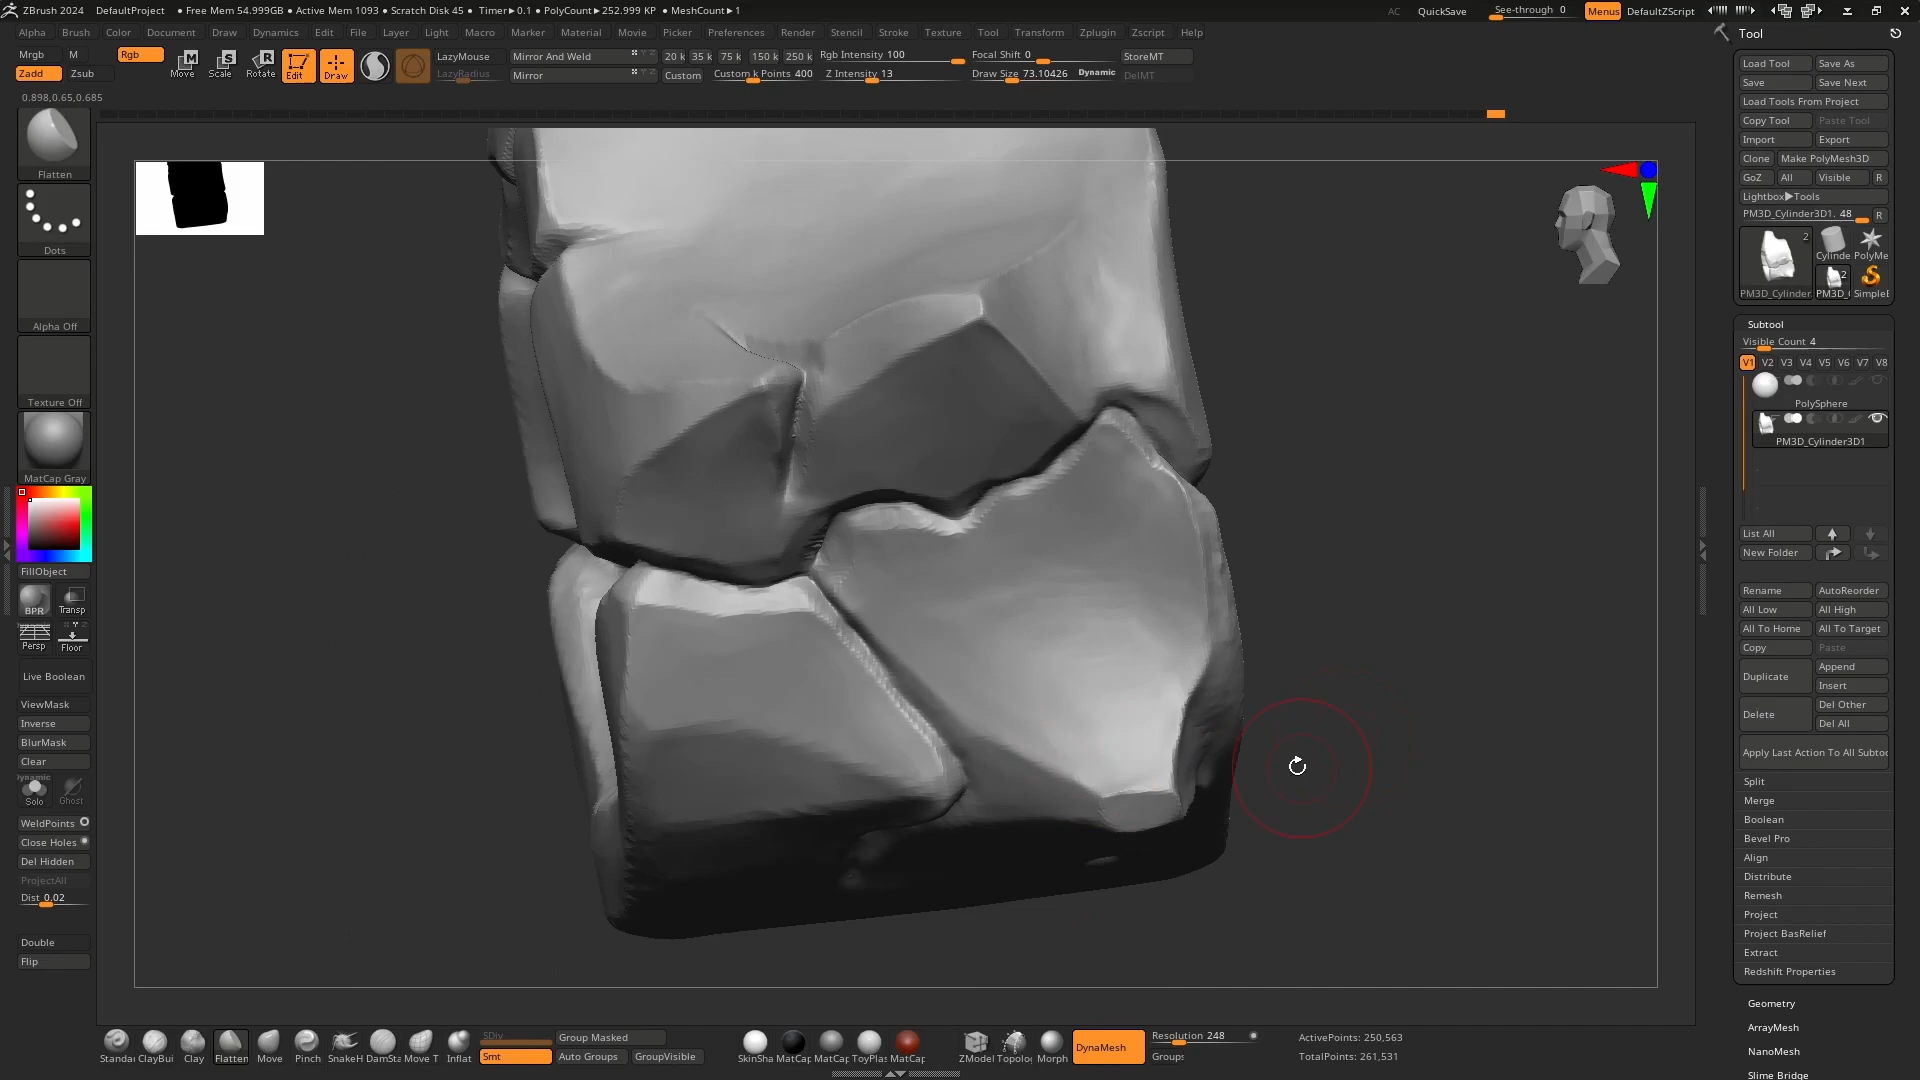 ZBrush 2024 DefaultProject • Free Mem 54.999GB • Active Mem 1093 • Scratch Disk 45 • Timer►0.1 • PolyCount►252.999 KP • MeshCount►1 AC QuickSave See-through 0 Menus DefaultZScript
Alpha Brush Color Document Draw Dynamics Edit File Layer Light Macro Marker Material Movie Picker Preferences Render Stencil Stroke Texture Tool Transform Zplugin Zscript Help
Tool
Mrgb M Rgb
Zadd Zsub
Move Scale Rotate Edit Draw
LazyMouse Mirror And Weld 20 k 35 k 75 k 150 k 250 k Rgb Intensity 100 Focal Shift 0 StoreMT
LazyRadius Mirror Custom Custom k Points 400 Z Intensity 13 Draw Size 73.10426 Dynamic DelMT
0.898,0.65,0.685
Flatten
Dots
Alpha Off
Texture Off
MatCap Gray
FillObject
BPR Transp
Dynamic
Persp Floor
Live Boolean
ViewMask
Inverse
BlurMask
Clear
Dynamic
Solo Ghost
WeldPoints
Close Holes
Del Hidden
ProjectAll
Dist 0.02
Double
Flip
Load Tool Save As
Save Save Next
Load Tools From Project
Copy Tool Paste Tool
Import Export
Clone Make PolyMesh3D
GoZ All Visible R
Lightbox►Tools
PM3D_Cylinder3D1. 48 R
2
Cylinde PolyMe
2
PM3D_Cylinder PM3D_( SimpleE
Subtool
Visible Count 4
V1 V2 V3 V4 V5 V6 V7 V8
PolySphere
PM3D_Cylinder3D1
List All
New Folder
Rename AutoReorder
All Low All High
All To Home All To Target
Copy Paste
Duplicate Append
Insert
Delete Del Other
Del All
Apply Last Action To All Subtoc
Split
Merge
Boolean
Bevel Pro
Align
Distribute
Remesh
Project
Project BasRelief
Extract
Redshift Properties
Geometry
ArrayMesh
NanoMesh
Slime Bridge
Standa ClayBui Clay Flatten Move Pinch SnakeH DamSta Move T Inflat
SDiv Group Masked
Smt Auto Groups GroupVisible
SkinSha MatCap MatCap ToyPlas MatCap
ZModel Topolo Morph DynaMesh
Resolution 248
Groups
ActivePoints: 250,563
TotalPoints: 261,531